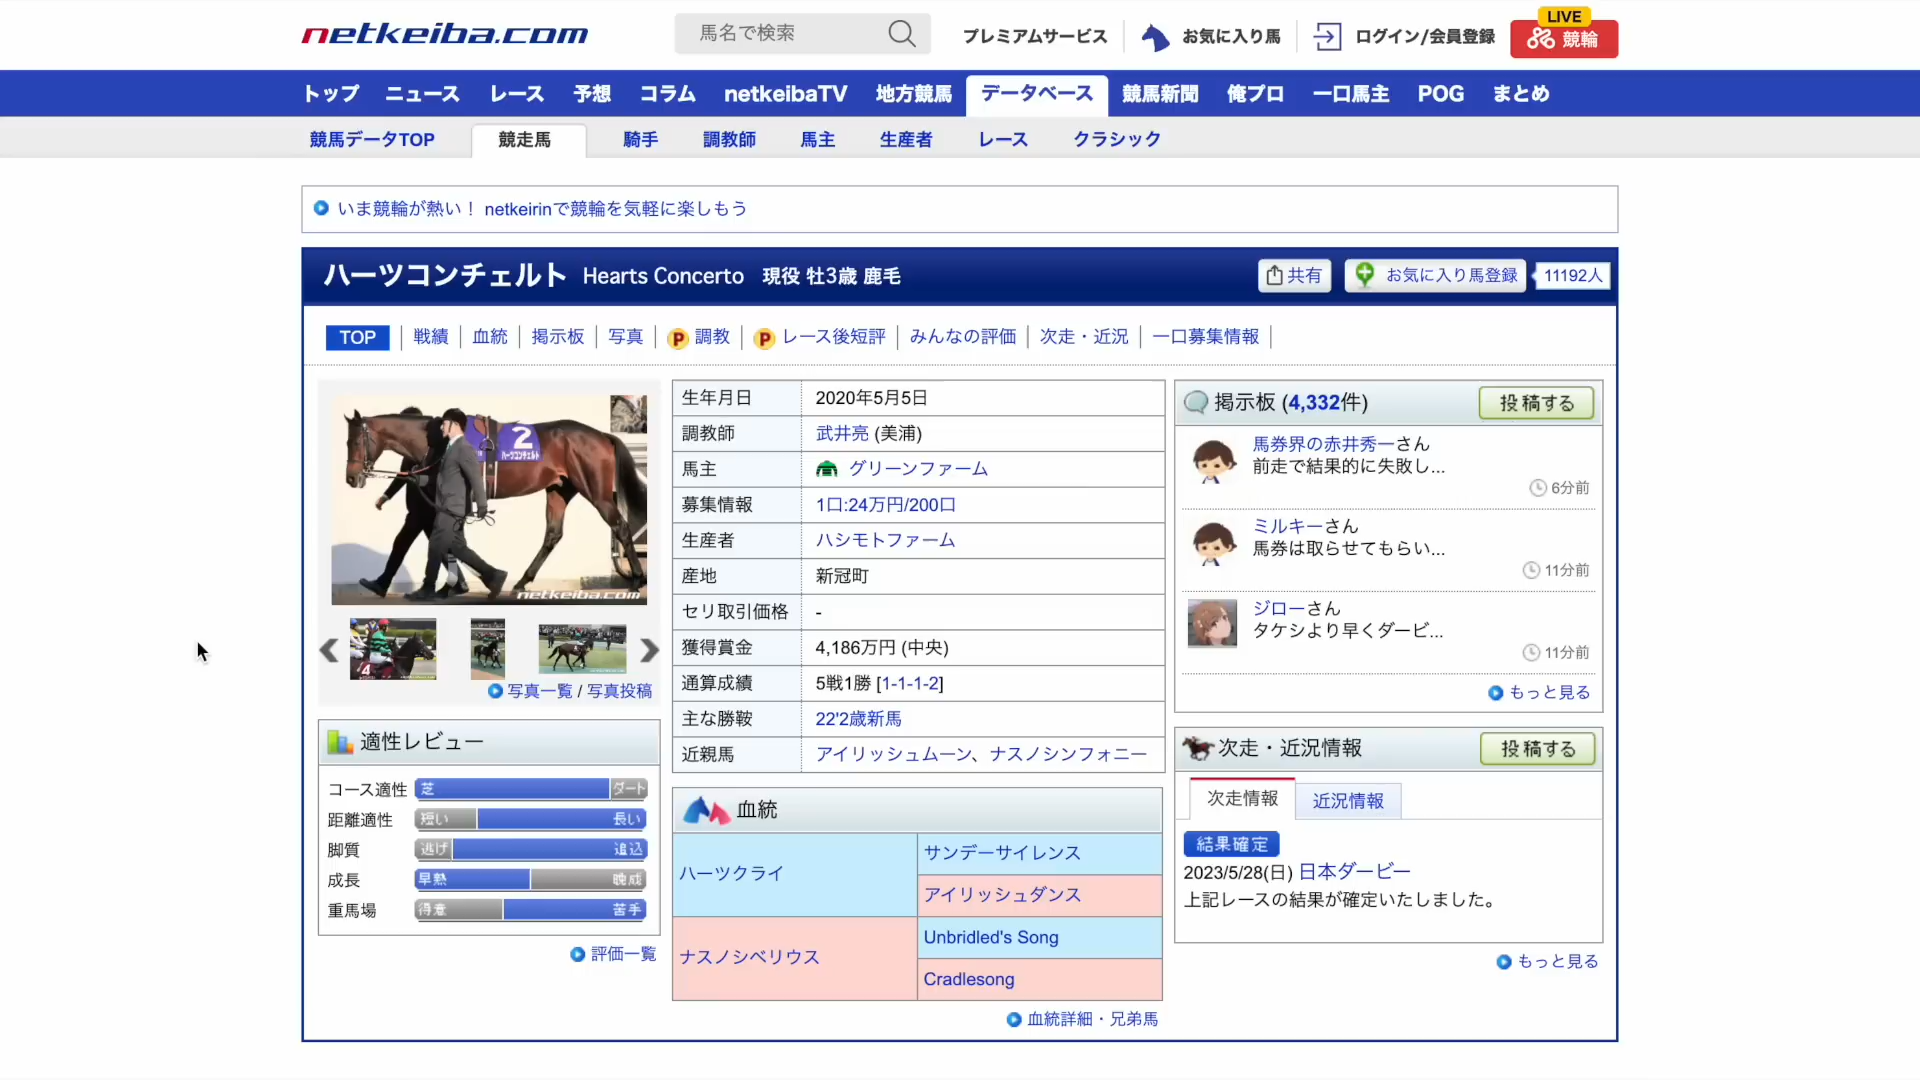 netkeiba.com
馬名で検索
プレミアムサービス
お気に入り馬
ログイン/会員登録
LIVE
競輪
トップ ニュース レース 予想 コラム netkeibaTV 地方競馬 データベース 競馬新聞 俺プロ 一口馬主 POG まとめ
競馬データTOP 競走馬 騎手 調教師 馬主 生産者 レース クラシック
いま競輪が熱い！ netkeirinで競輪を気軽に楽しもう
ハーツコンチェルト Hearts Concerto 現役 牡3歳 鹿毛
共有
お気に入り馬登録
11192人
TOP 戦績 血統 掲示板 写真 P 調教 P レース後短評 みんなの評価 次走・近況 一口募集情報
2
ハーツコンチェルト
netkeiba.com
4
写真一覧 / 写真投稿
適性レビュー
コース適性 芝 ダート
距離適性 短い 長い
脚質 逃げ 追込
成長 早熟 晩成
重馬場 得意 苦手
評価一覧
生年月日 2020年5月5日
調教師 武井亮 (美浦)
馬主 グリーンファーム
募集情報 1口:24万円/200口
生産者 ハシモトファーム
産地 新冠町
セリ取引価格 -
獲得賞金 4,186万円 (中央)
通算成績 5戦1勝 [1-1-1-2]
主な勝鞍 22'2歳新馬
近親馬 アイリッシュムーン、ナスノシンフォニー
血統
ハーツクライ
サンデーサイレンス
アイリッシュダンス
ナスノシベリウス
Unbridled's Song
Cradlesong
血統詳細・兄弟馬
掲示板 (4,332件)
投稿する
馬券界の赤井秀一さん
前走で結果的に失敗し...
6分前
ミルキーさん
馬券は取らせてもらい...
11分前
ジローさん
タケシより早くダービ...
11分前
もっと見る
次走・近況情報
投稿する
次走情報 近況情報
結果確定
2023/5/28(日) 日本ダービー
上記レースの結果が確定いたしました。
もっと見る